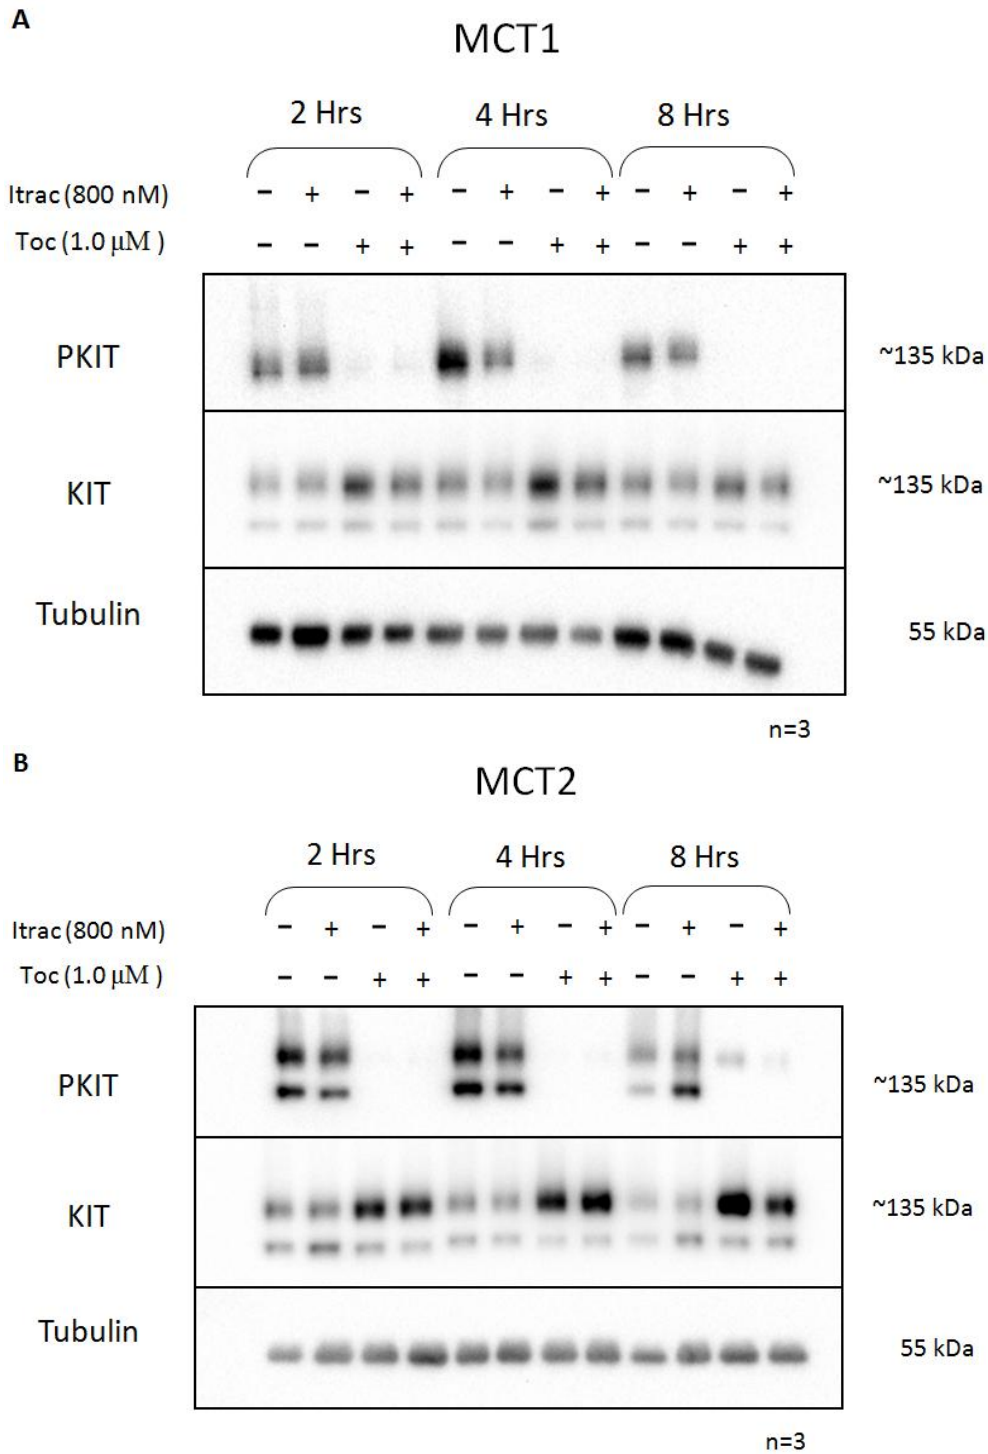 A
MCT1
2 Hrs 4 Hrs 8 Hrs
Itrac (800 nM) − + − + − + − + − + − +
Toc (1.0 μM ) − − + + − − + + − − + +
PKIT ~135 kDa
KIT ~135 kDa
Tubulin 55 kDa
n=3
B
MCT2
2 Hrs 4 Hrs 8 Hrs
Itrac (800 nM) − + − + − + − + − + − +
Toc (1.0 μM ) − − + + − − + + − − + +
PKIT ~135 kDa
KIT ~135 kDa
Tubulin 55 kDa
n=3